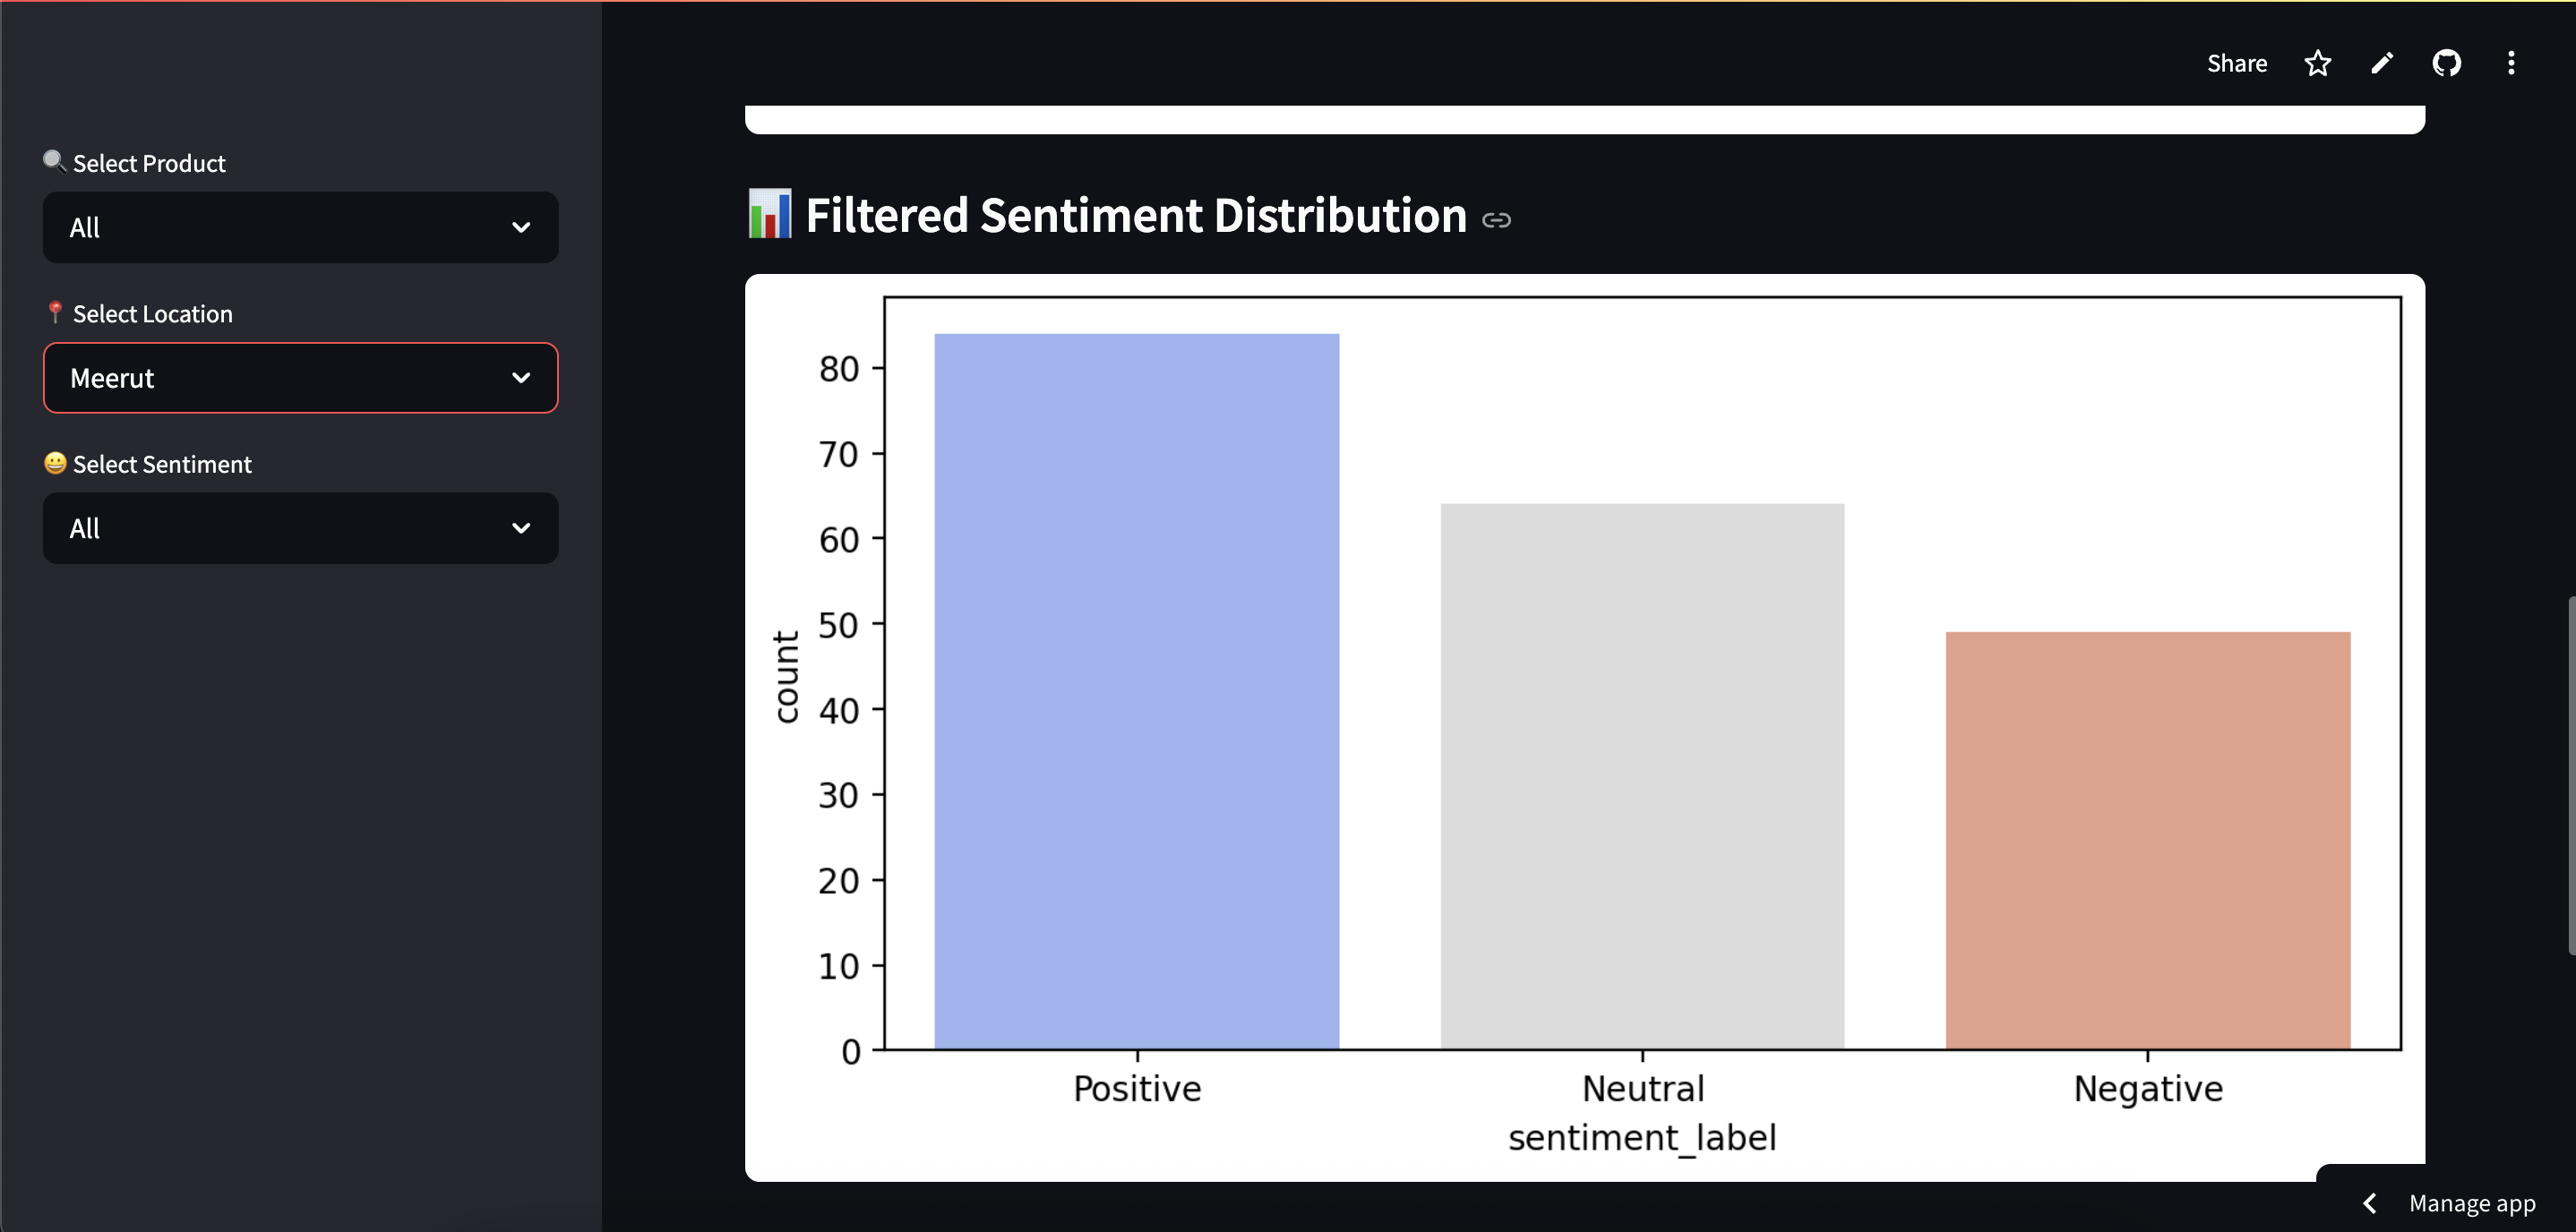 Share
Select Product
All
Select Location
Meerut
Select Sentiment
All
Filtered Sentiment Distribution
80
70
60
50
40
30
20
10
0
count
Positive Neutral Negative
sentiment_label
Manage app